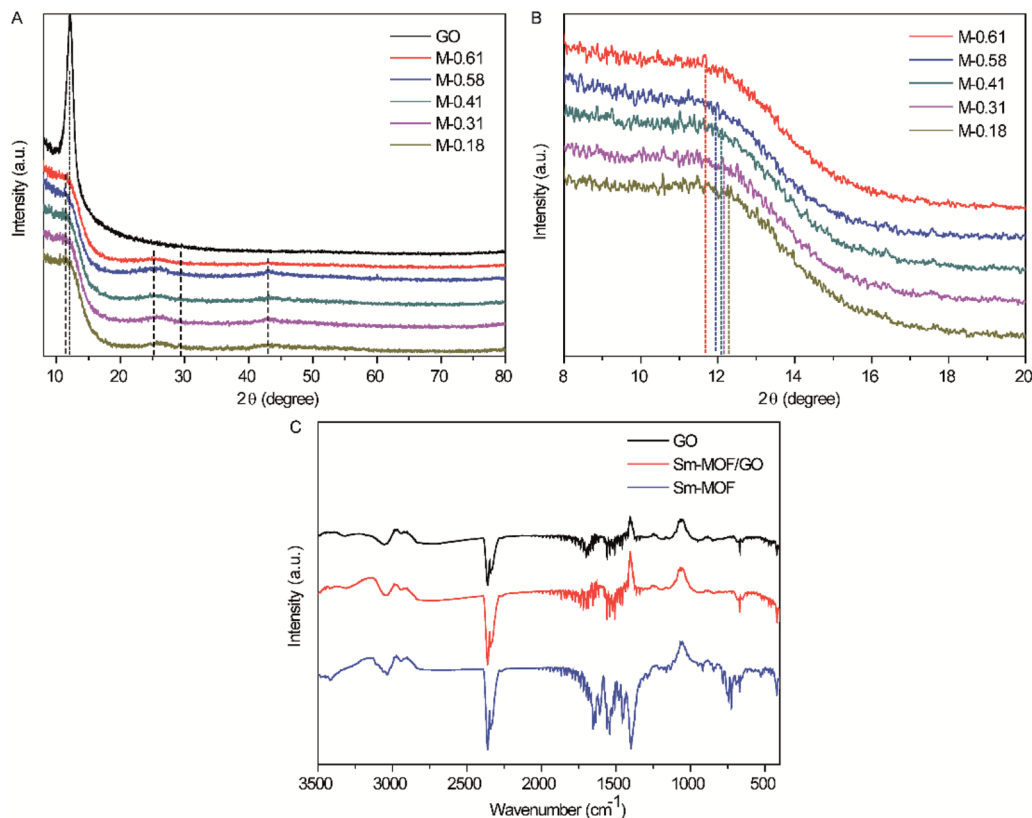 A
GO
M-0.61
M-0.58
M-0.41
M-0.31
M-0.18
Intensity (a.u.)
10 20 30 40 50 60 70 80
2θ (degree)
B
M-0.61
M-0.58
M-0.41
M-0.31
M-0.18
Intensity (a.u.)
8 10 12 14 16 18 20
2θ (degree)
C
GO
Sm-MOF/GO
Sm-MOF
Intensity (a.u.)
3500 3000 2500 2000 1500 1000 500
Wavenumber (cm⁻¹)